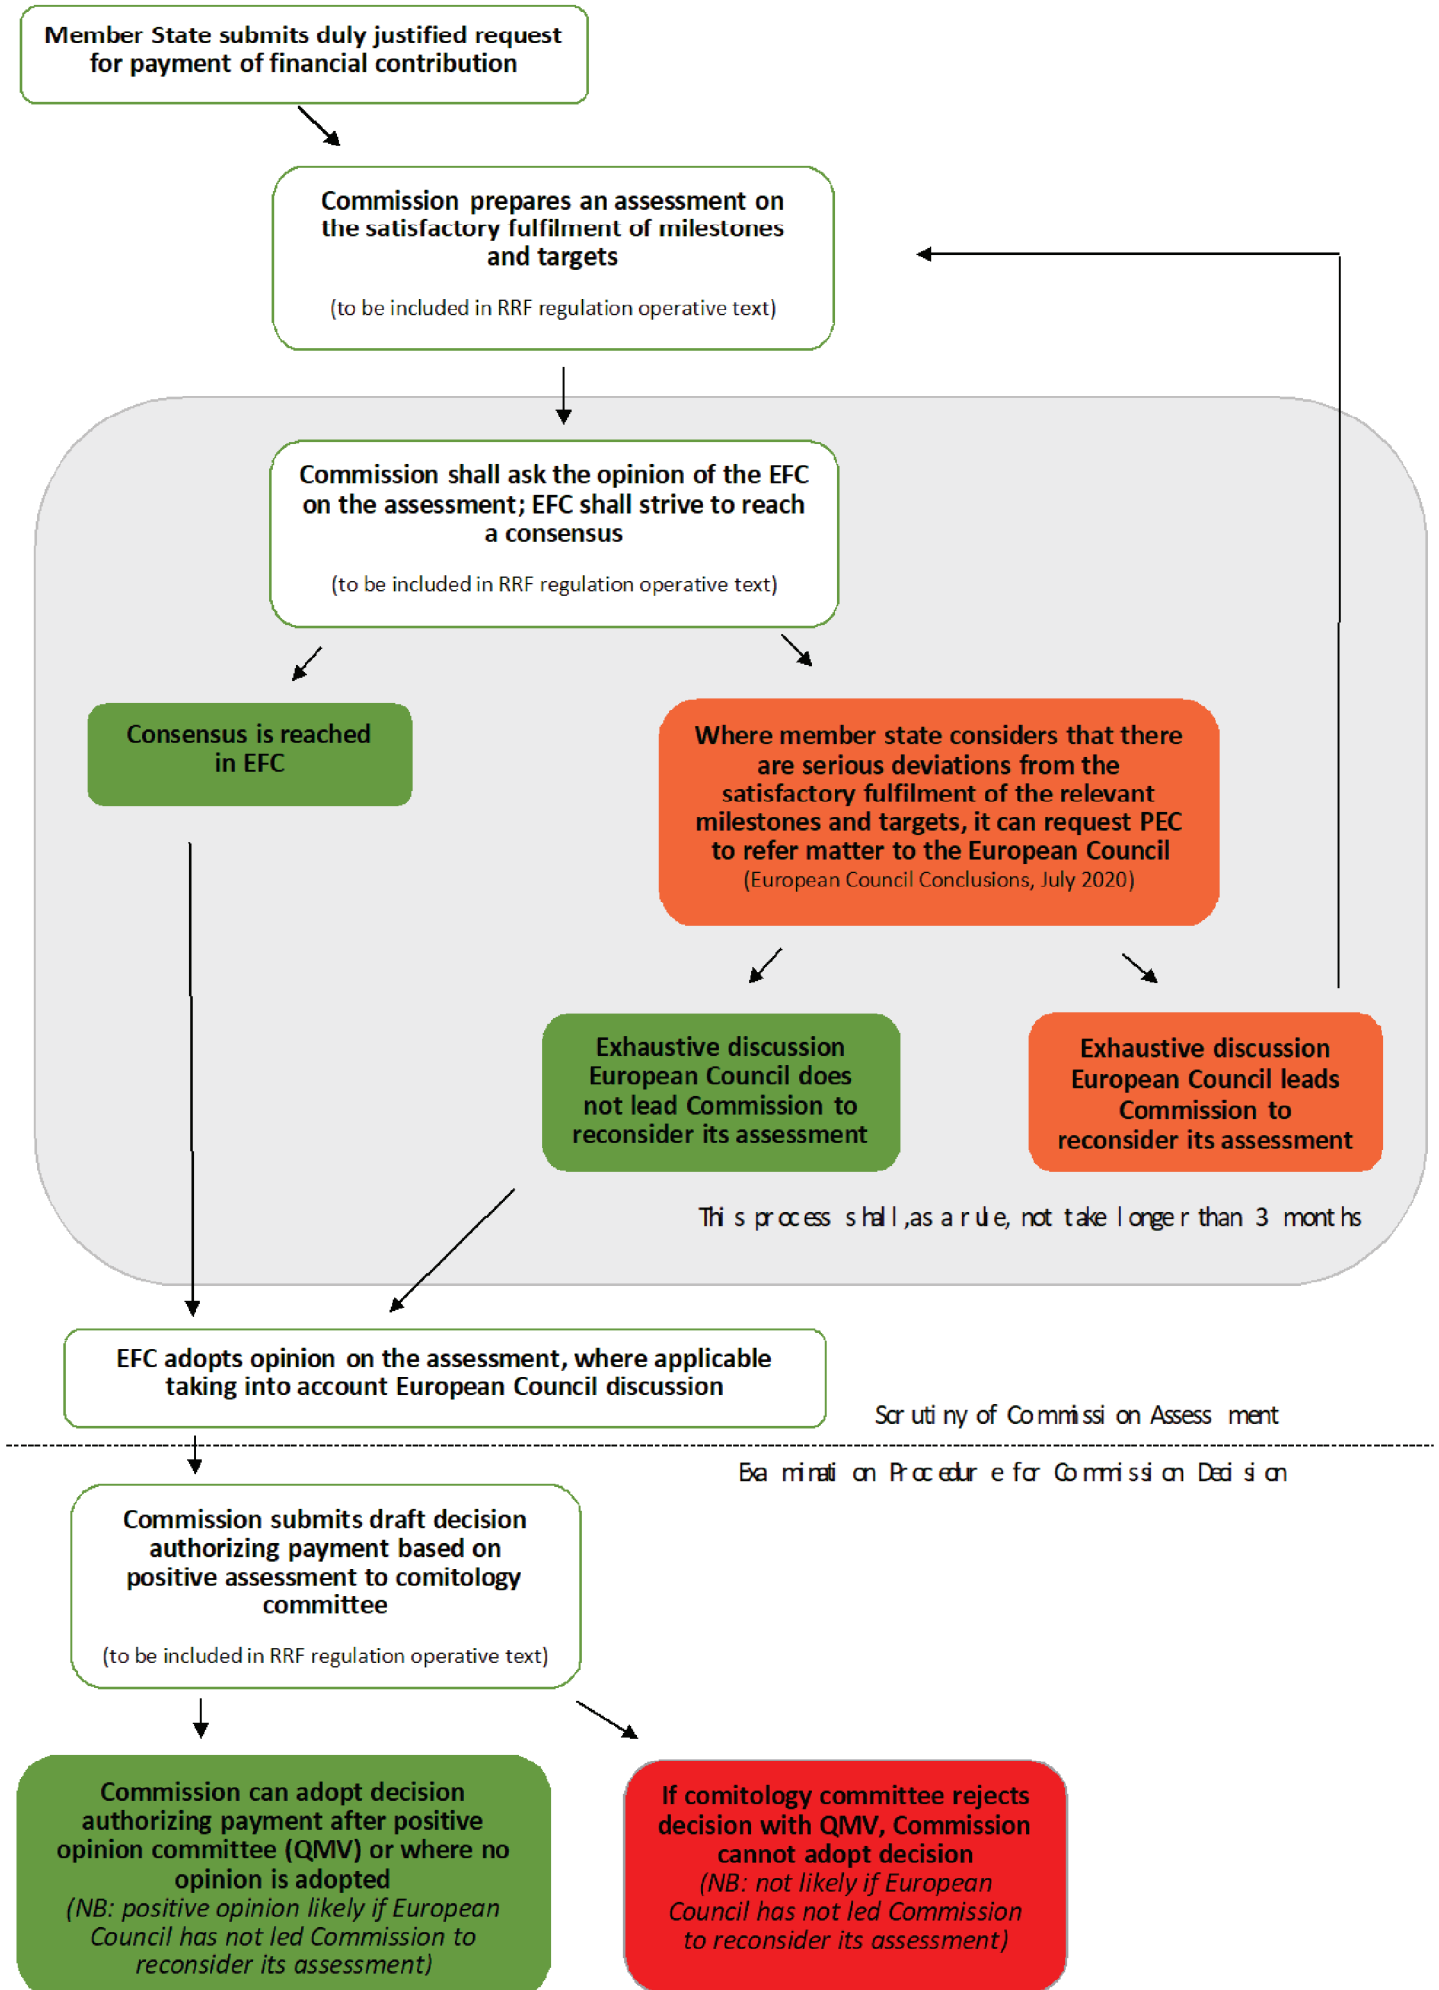 Member State submits duly justified request
for payment of financial contribution
Commission prepares an assessment on
the satisfactory fulfilment of milestones
and targets
(to be included in RRF regulation operative text)
Commission shall ask the opinion of the EFC
on the assessment; EFC shall strive to reach
a consensus
(to be included in RRF regulation operative text)
Consensus is reached
in EFC
Where member state considers that there
are serious deviations from the
satisfactory fulfilment of the relevant
milestones and targets, it can request PEC
to refer matter to the European Council
(European Council Conclusions, July 2020)
Exhaustive discussion
European Council does
not lead Commission to
reconsider its assessment
Exhaustive discussion
European Council leads
Commission to
reconsider its assessment
This process shall, as a rule, not take longer than 3 months
EFC adopts opinion on the assessment, where applicable
taking into account European Council discussion
Scrutiny of Commission Assessment
Examination Procedure for Commission Decision
Commission submits draft decision
authorizing payment based on
positive assessment to comitology
committee
(to be included in RRF regulation operative text)
Commission can adopt decision
authorizing payment after positive
opinion committee (QMV) or where no
opinion is adopted
(NB: positive opinion likely if European
Council has not led Commission to
reconsider its assessment)
If comitology committee rejects
decision with QMV, Commission
cannot adopt decision
(NB: not likely if European
Council has not led Commission
to reconsider its assessment)